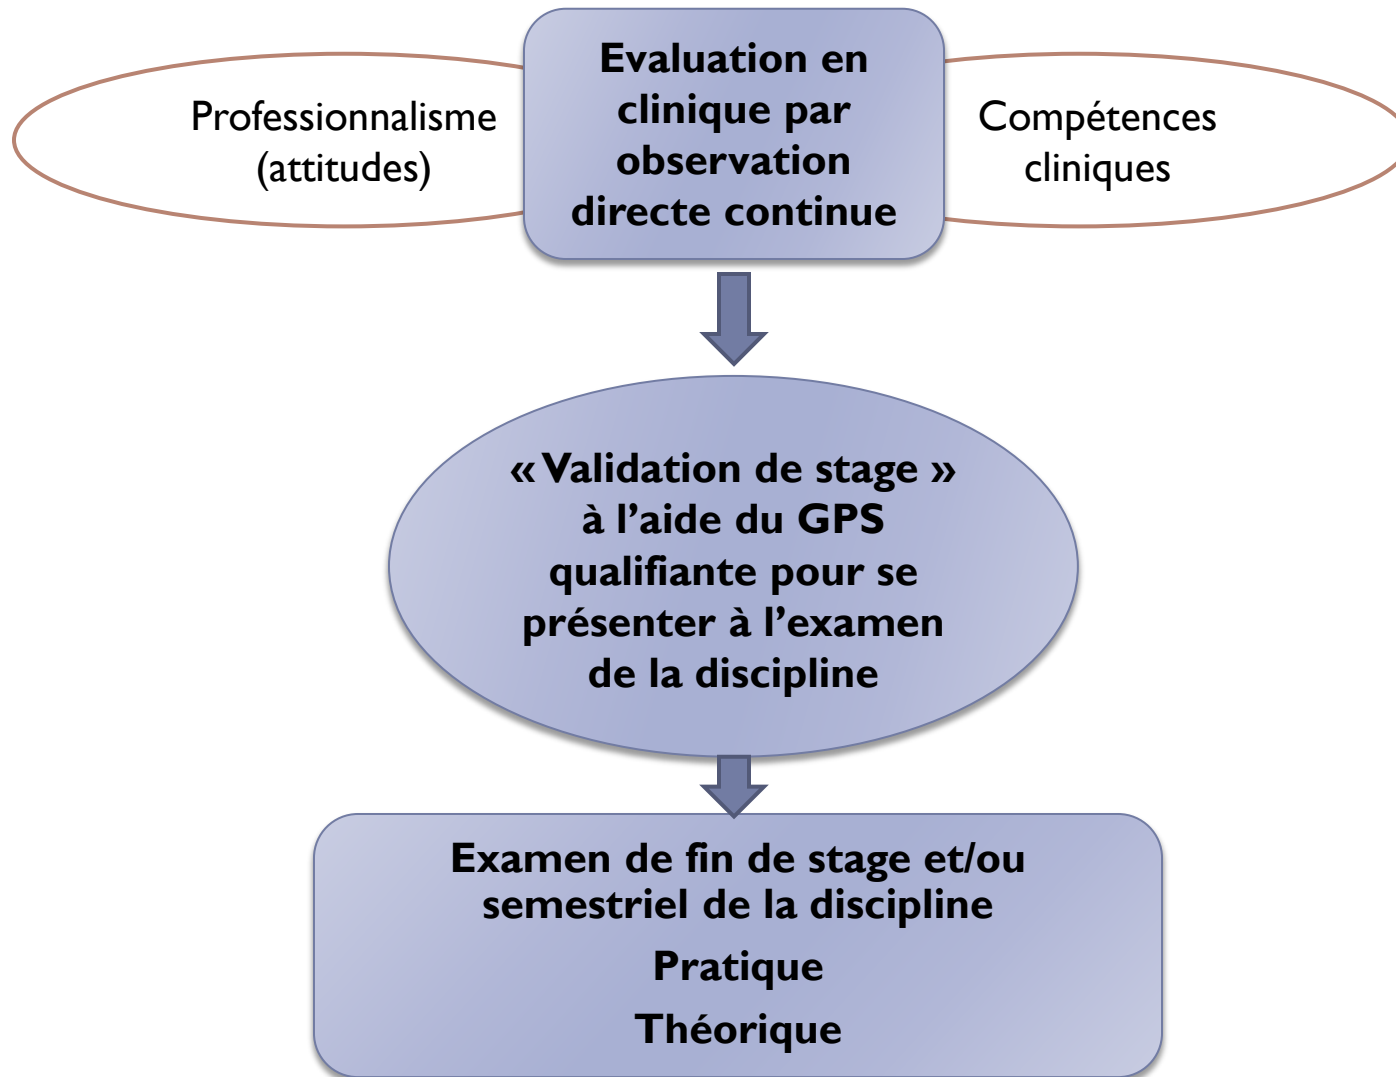 Professionnalisme
(attitudes)
Evaluation en
clinique par
observation
directe continue
Compétences
cliniques
« Validation de stage »
à l’aide du GPS
qualifiante pour se
présenter à l’examen
de la discipline
Examen de fin de stage et/ou
semestriel de la discipline
Pratique
Théorique